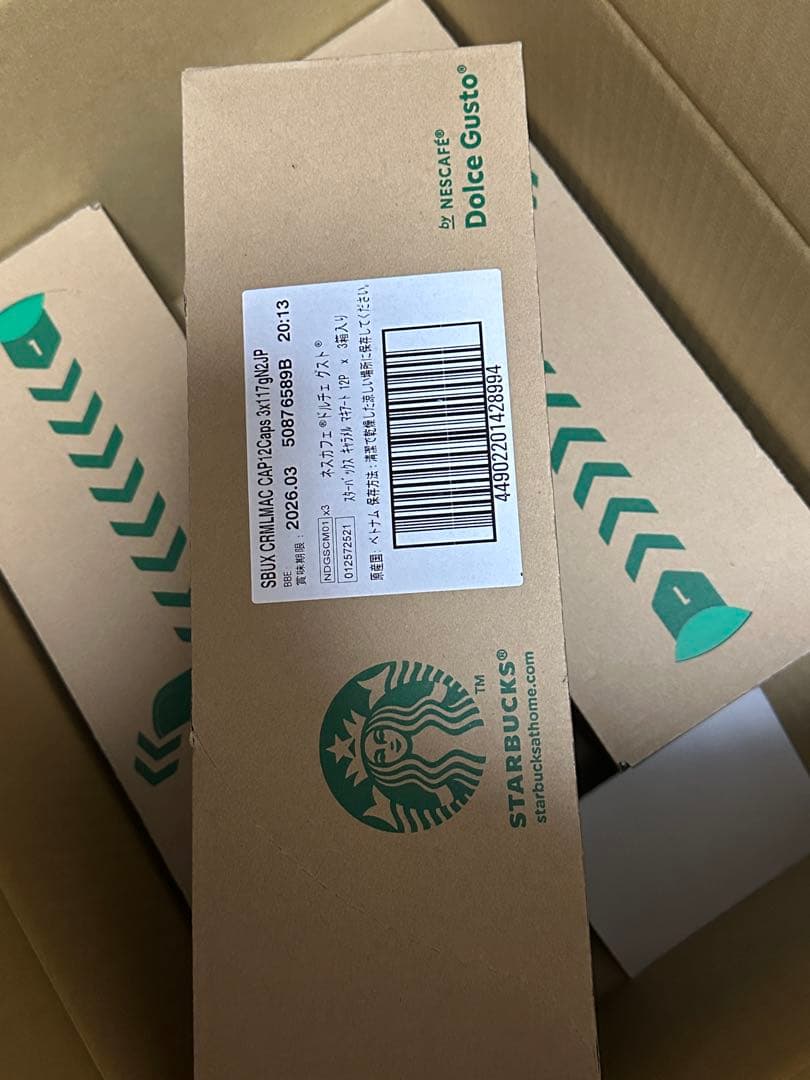 by NESCAFÉ®
Dolce Gusto®
SBUX CRMLMAC CAP12Caps 3x117gN2JP
BBE:
賞味期限: 2026.03 50876589B 20:13
NDGSCM01 x3 ネスカフェ®ドルチェ グスト®
012572521 スターバックス キャラメル マキアート 12P x 3箱入り
原産国: ベトナム 保存方法:清潔で乾燥した涼しい場所に保存してください。
44902201428994
TM
STARBUCKS®
starbucksathome.com